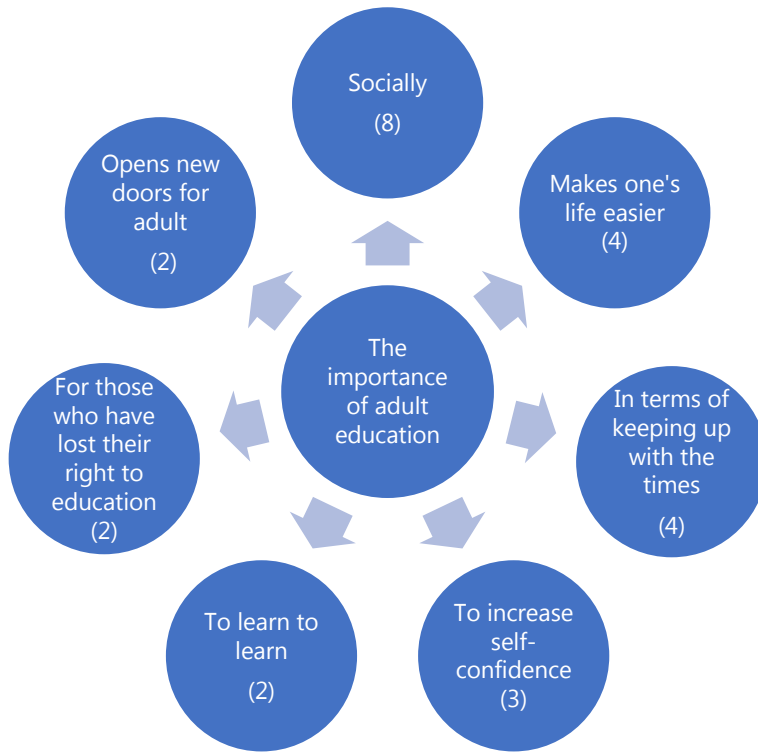 Socially
(8)
Makes one's
life easier
(4)
In terms of
keeping up
with the
times
(4)
To increase
self-
confidence
(3)
To learn to
learn
(2)
For those
who have
lost their
right to
education
(2)
Opens new
doors for
adult
(2)
The
importance
of adult
education